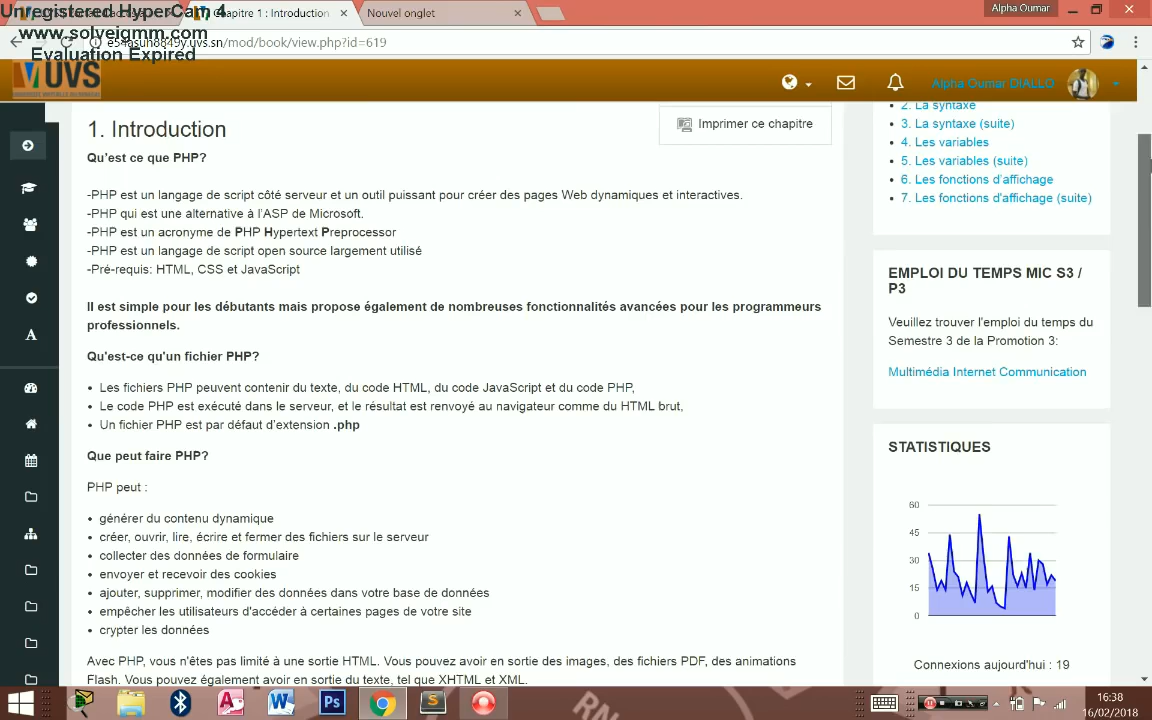 Unregistered HyperCam 4
www.solveigmm.com
Evaluation Expired
Chapitre 1 : Introduction
Nouvel onglet
Alpha Oumar
e54asuh8849y.uvs.sn/mod/book/view.php?id=619
UVS
Alpha Oumar DIALLO
1. Introduction
Imprimer ce chapitre
Qu'est ce que PHP?
-PHP est un langage de script côté serveur et un outil puissant pour créer des pages Web dynamiques et interactives.
-PHP qui est une alternative à l'ASP de Microsoft.
-PHP est un acronyme de PHP Hypertext Preprocessor
-PHP est un langage de script open source largement utilisé
-Pré-requis: HTML, CSS et JavaScript
Il est simple pour les débutants mais propose également de nombreuses fonctionnalités avancées pour les programmeurs
professionnels.
Qu'est-ce qu'un fichier PHP?
• Les fichiers PHP peuvent contenir du texte, du code HTML, du code JavaScript et du code PHP,
• Le code PHP est exécuté dans le serveur, et le résultat est renvoyé au navigateur comme du HTML brut,
• Un fichier PHP est par défaut d'extension .php
Que peut faire PHP?
PHP peut :
• générer du contenu dynamique
• créer, ouvrir, lire, écrire et fermer des fichiers sur le serveur
• collecter des données de formulaire
• envoyer et recevoir des cookies
• ajouter, supprimer, modifier des données dans votre base de données
• empêcher les utilisateurs d'accéder à certaines pages de votre site
• crypter les données
Avec PHP, vous n'êtes pas limité à une sortie HTML. Vous pouvez avoir en sortie des images, des fichiers PDF, des animations
Flash. Vous pouvez également avoir en sortie du texte, tel que XHTML et XML.
• 2. La syntaxe
• 3. La syntaxe (suite)
• 4. Les variables
• 5. Les variables (suite)
• 6. Les fonctions d'affichage
• 7. Les fonctions d'affichage (suite)
EMPLOI DU TEMPS MIC S3 /
P3
Veuillez trouver l'emploi du temps du
Semestre 3 de la Promotion 3:
Multimédia Internet Communication
STATISTIQUES
60
45
30
15
0
Connexions aujourd'hui : 19
16:38
16/02/2018